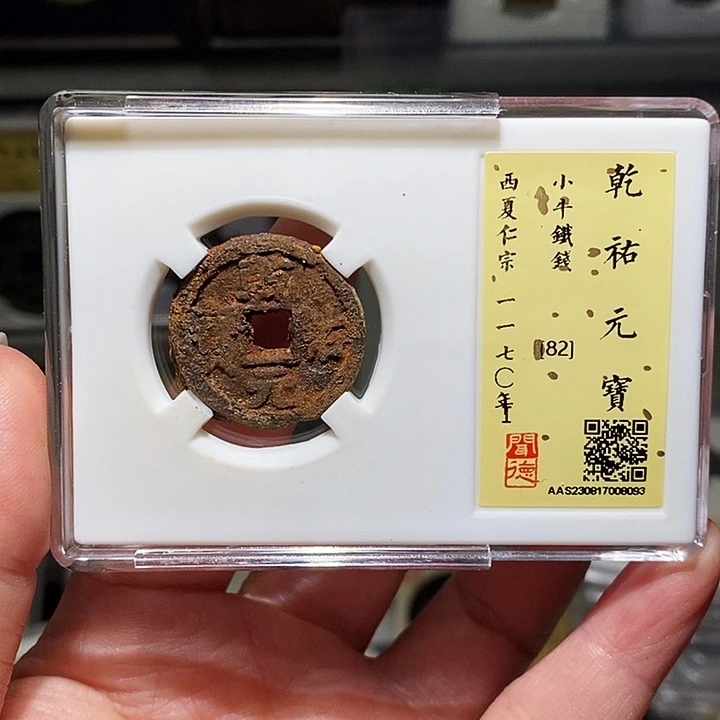 乾祐元寶
小平鐵錢
[82]
西夏仁宗 一一七〇年
聞德
AAS230817008093
元